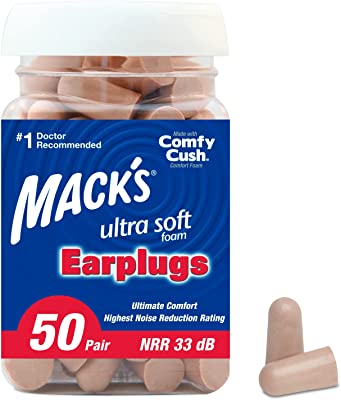 #1 Doctor
Recommended
Made with
Comfy
Cush®
Comfort Foam
MACK'S®
ultra soft
foam
Earplugs
Ultimate Comfort
Highest Noise Reduction Rating
50 Pair
NRR 33 dB